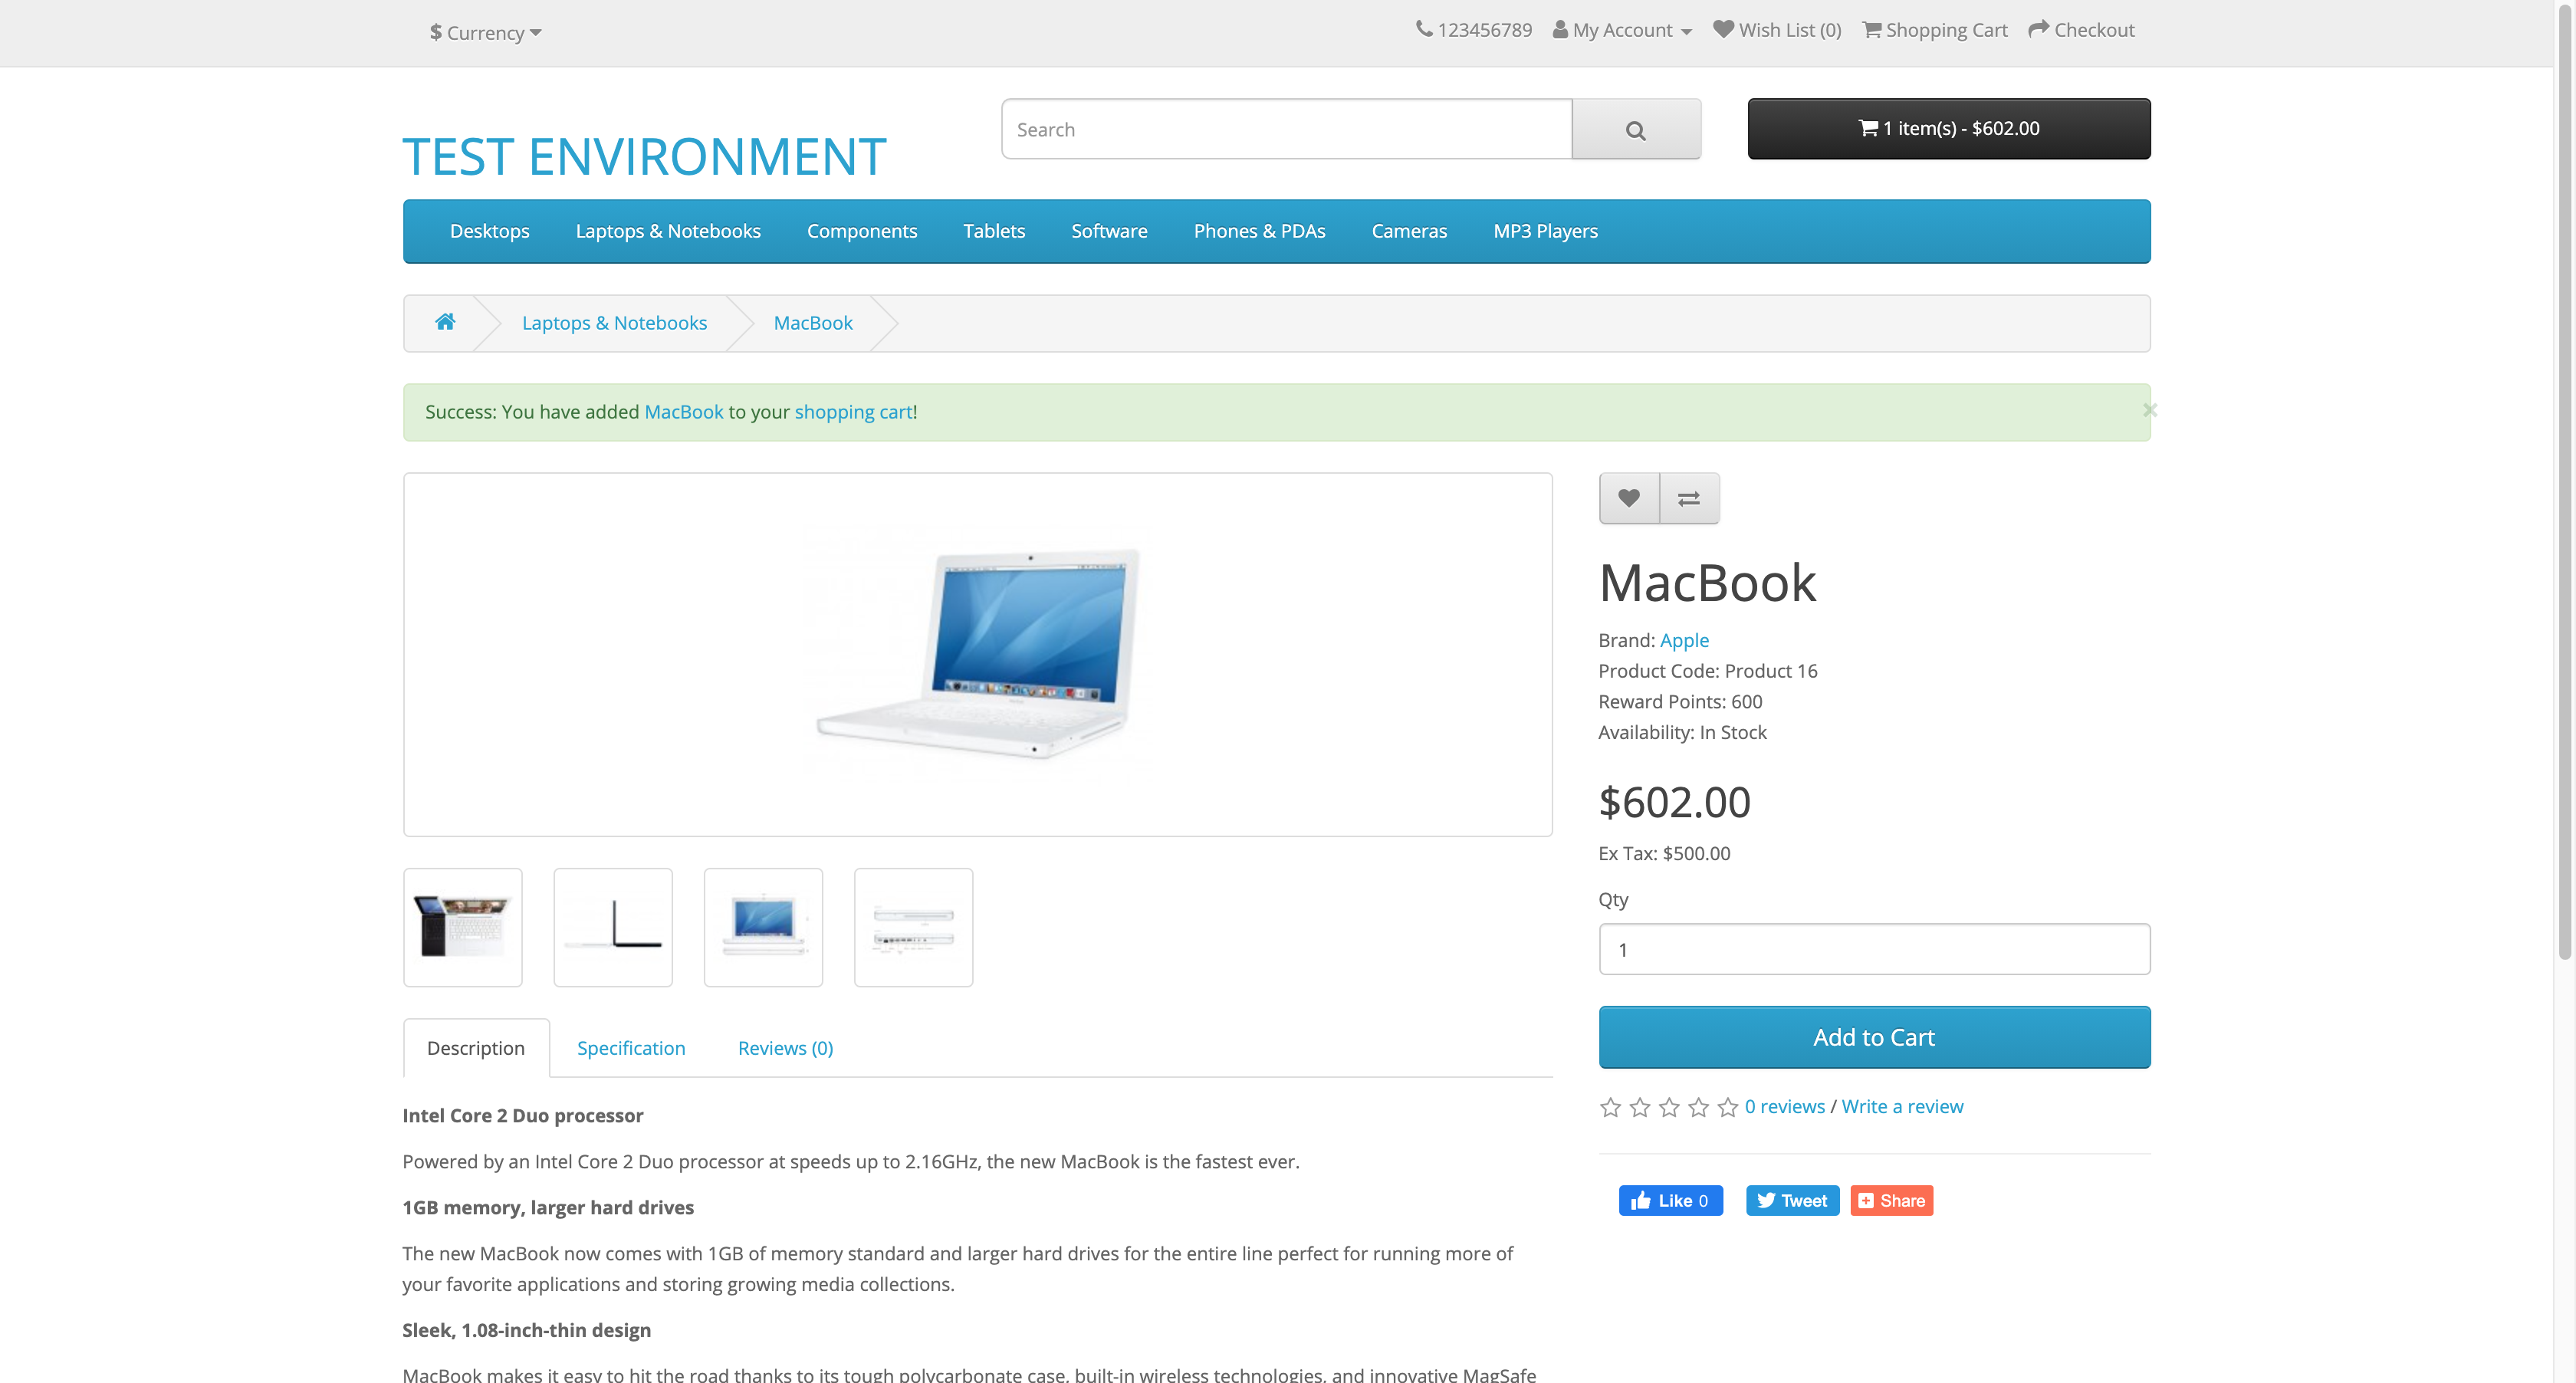 $ Currency
123456789 My Account Wish List (0) Shopping Cart Checkout
TEST ENVIRONMENT
Search
1 item(s) - $602.00
Desktops Laptops & Notebooks Components Tablets Software Phones & PDAs Cameras MP3 Players
Laptops & Notebooks MacBook
Success: You have added MacBook to your shopping cart!
×
MacBook
Brand: Apple
Product Code: Product 16
Reward Points: 600
Availability: In Stock
$602.00
Ex Tax: $500.00
Qty
1
Add to Cart
0 reviews / Write a review
Like 0 Tweet Share
Description Specification Reviews (0)
Intel Core 2 Duo processor
Powered by an Intel Core 2 Duo processor at speeds up to 2.16GHz, the new MacBook is the fastest ever.
1GB memory, larger hard drives
The new MacBook now comes with 1GB of memory standard and larger hard drives for the entire line perfect for running more of
your favorite applications and storing growing media collections.
Sleek, 1.08-inch-thin design
MacBook makes it easy to hit the road thanks to its tough polycarbonate case, built-in wireless technologies, and innovative MagSafe